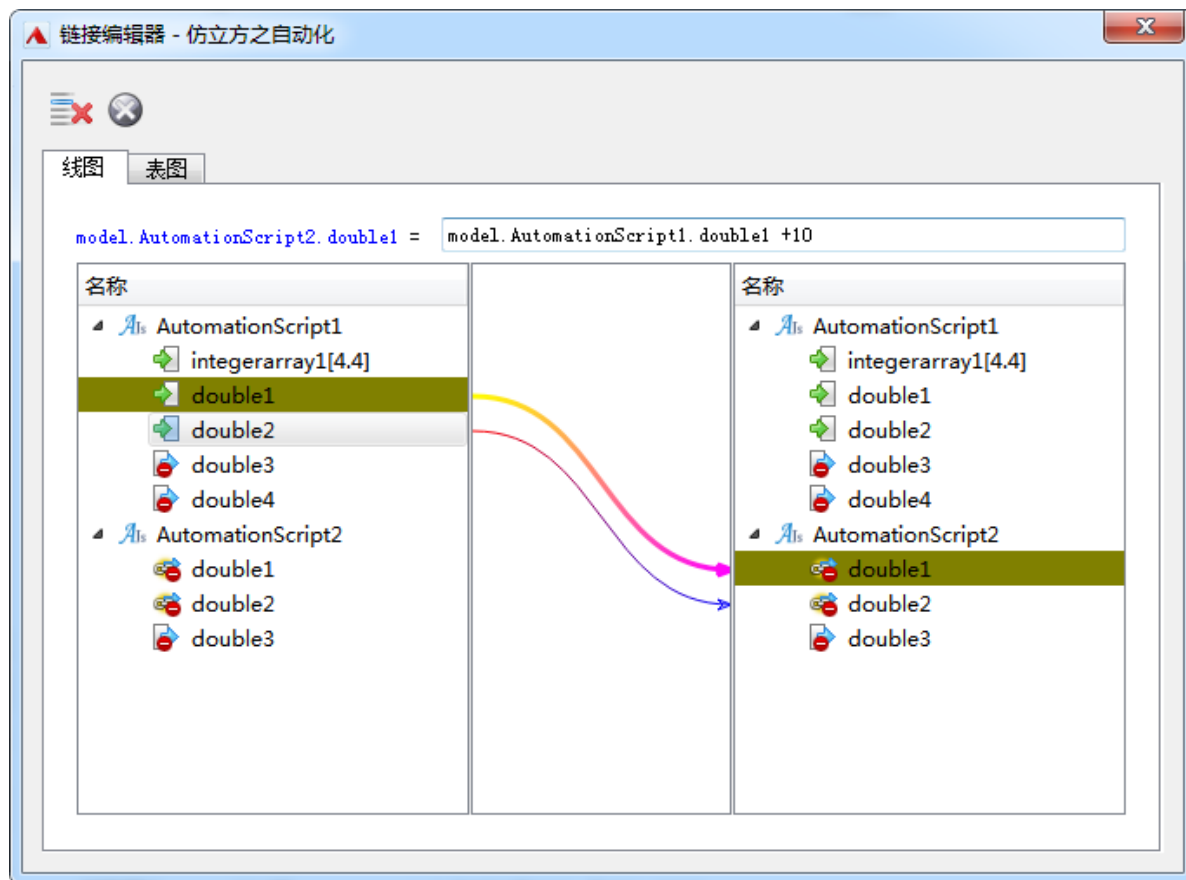 链接编辑器 - 仿立方之自动化
线图 表图
model.AutomationScript2.double1 = model.AutomationScript1.double1 +10
名称 名称
AutomationScript1 AutomationScript1
integerarray1[4.4] integerarray1[4.4]
double1 double1
double2 double2
double3 double3
double4 double4
AutomationScript2 AutomationScript2
double1 double1
double2 double2
double3 double3